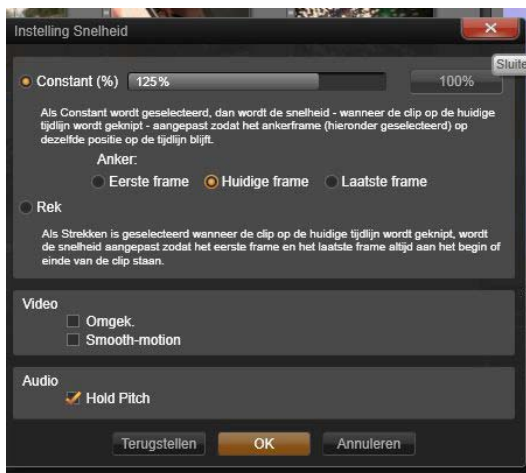 Instelling Snelheid
Sluite
Constant (%) 125% 100%
Als Constant wordt geselecteerd, dan wordt de snelheid - wanneer de clip op de huidige
tijdlijn wordt geknipt - aangepast zodat het ankerframe (hieronder geselecteerd) op
dezelfde positie op de tijdlijn blijft.
Anker:
Eerste frame Huidige frame Laatste frame
Rek
Als Strekken is geselecteerd wanneer de clip op de huidige tijdlijn wordt geknipt, wordt
de snelheid aangepast zodat het eerste frame en het laatste frame altijd aan het begin of
einde van de clip staan.
Video
Omgek.
Smooth-motion
Audio
Hold Pitch
Terugstellen OK Annuleren